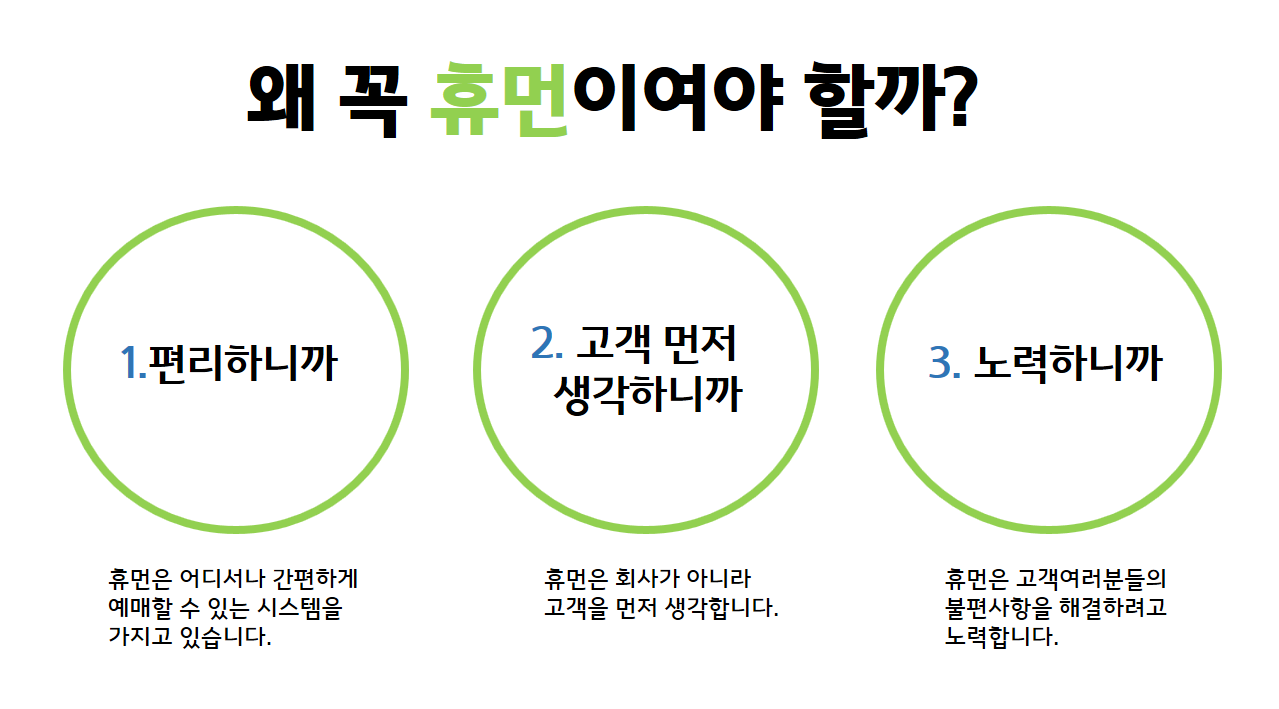 왜 꼭 휴먼이여야 할까?
1.편리하니까
2. 고객 먼저
생각하니까
3. 노력하니까
휴먼은 어디서나 간편하게
예매할 수 있는 시스템을
가지고 있습니다.
휴먼은 회사가 아니라
고객을 먼저 생각합니다.
휴먼은 고객여러분들의
불편사항을 해결하려고
노력합니다.